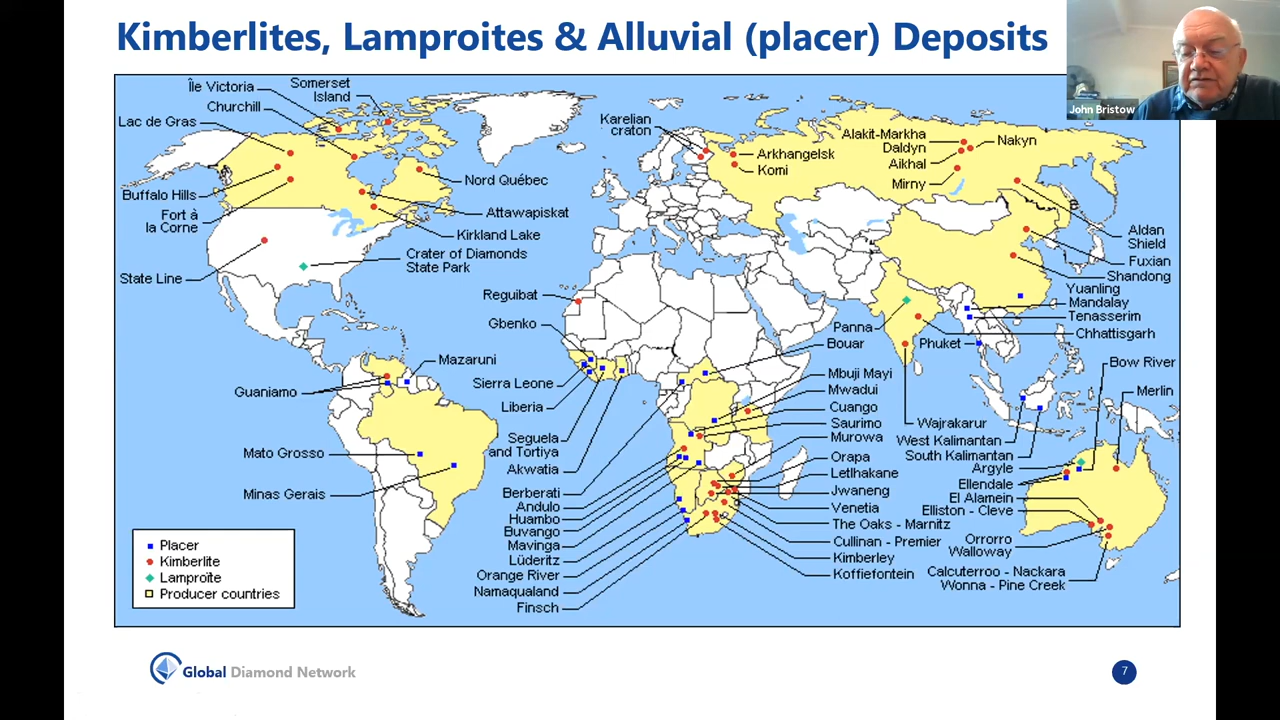 Kimberlites, Lamproites & Alluvial (placer) Deposits
John Bristow
Île Victoria
Somerset
Island
Churchill
Lac de Gras
Buffalo Hills
Fort à
la Corne
State Line
Nord Québec
Attawapiskat
Kirkland Lake
Crater of Diamonds
State Park
Karelian
craton
Arkhangelsk
Komi
Alakit-Markha
Daldyn
Nakyn
Aikhal
Mirny
Aldan
Shield
Fuxian
Shandong
Yuanling
Mandalay
Tenasserim
Chhattisgarh
Panna
Phuket
Bow River
Merlin
Reguibat
Gbenko
Bouar
Mazaruni
Guaniamo
Sierra Leone
Liberia
Seguela
and Tortiya
Akwatia
Mato Grosso
Minas Gerais
Mbuji Mayi
Mwadui
Cuango
Saurimo
Murowa
Orapa
Letlhakane
Jwaneng
Venetia
The Oaks - Marnitz
Cullinan - Premier
Kimberley
Koffiefontein
Wajrakarur
West Kalimantan
South Kalimantan
Argyle
Ellendale
El Alamein
Elliston - Cleve
Orrorro
Walloway
Calcuterroo - Nackara
Wonna - Pine Creek
Berberati
Andulo
Huambo
Buvango
Mavinga
Lüderitz
Orange River
Namaqualand
Finsch
Placer
Kimberlite
Lamproïte
Producer countries
Global Diamond Network
7